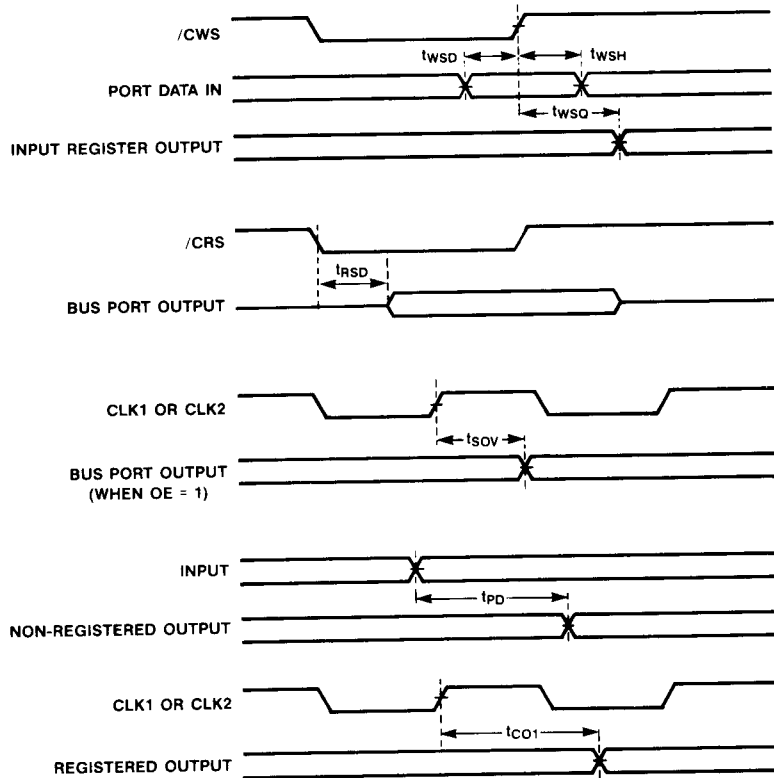 /CWS
tWSD
tWSH
PORT DATA IN
tWSQ
INPUT REGISTER OUTPUT
/CRS
tRSD
BUS PORT OUTPUT
CLK1 OR CLK2
tSOV
BUS PORT OUTPUT
(WHEN OE = 1)
INPUT
tPD
NON-REGISTERED OUTPUT
CLK1 OR CLK2
tCO1
REGISTERED OUTPUT